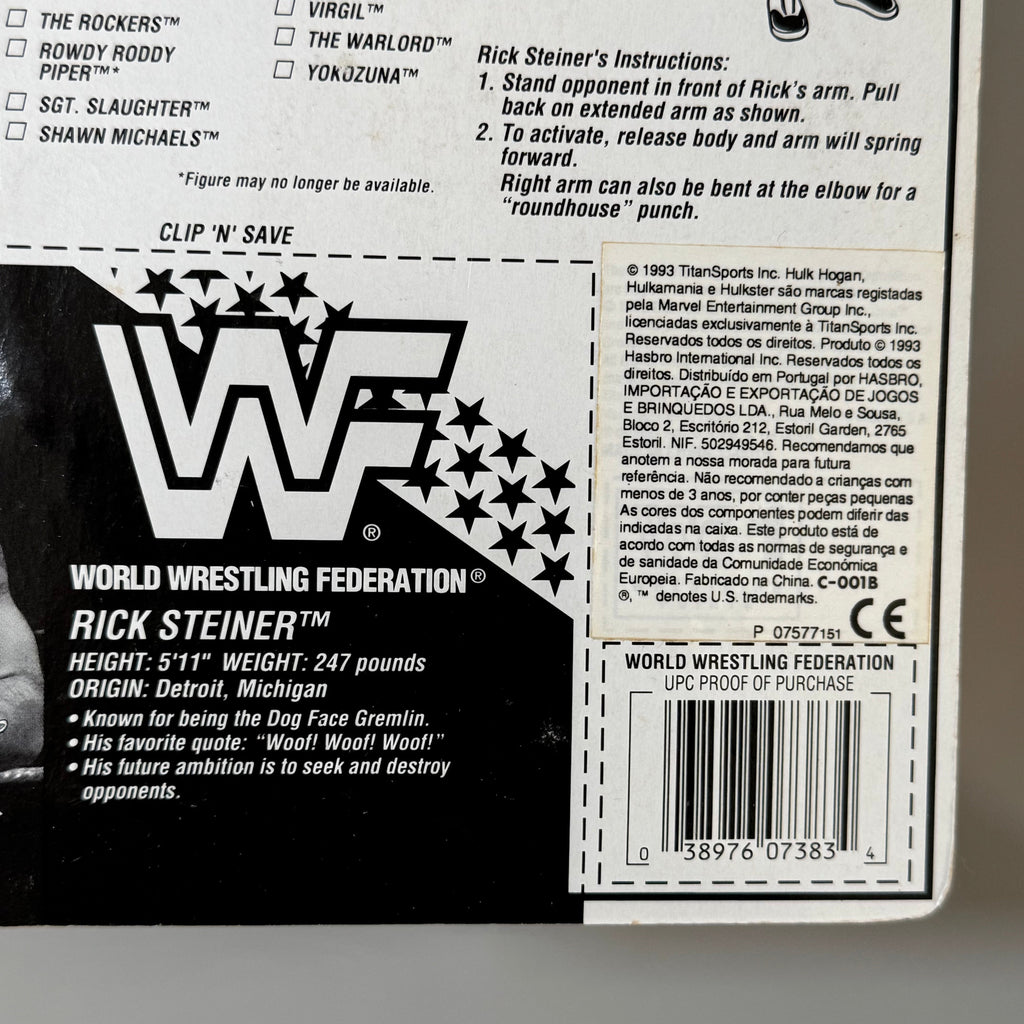 THE ROCKERS™
ROWDY RODDY
PIPER™*
SGT. SLAUGHTER™
SHAWN MICHAELS™
VIRGIL™
THE WARLORD™
YOKOZUNA™
*Figure may no longer be available.
Rick Steiner's Instructions:
1. Stand opponent in front of Rick's arm. Pull
back on extended arm as shown.
2. To activate, release body and arm will spring
forward.
Right arm can also be bent at the elbow for a
“roundhouse” punch.
CLIP 'N' SAVE
WF®
WORLD WRESTLING FEDERATION®
RICK STEINER™
HEIGHT: 5'11" WEIGHT: 247 pounds
ORIGIN: Detroit, Michigan
• Known for being the Dog Face Gremlin.
• His favorite quote: “Woof! Woof! Woof!”
• His future ambition is to seek and destroy
opponents.
© 1993 TitanSports Inc. Hulk Hogan,
Hulkamania e Hulkster são marcas registadas
pela Marvel Entertainment Group Inc.,
licenciadas exclusivamente à TitanSports Inc.
Reservados todos os direitos. Produto © 1993
Hasbro International Inc. Reservados todos os
direitos. Distribuído em Portugal por HASBRO,
IMPORTAÇÃO E EXPORTAÇÃO DE JOGOS
E BRINQUEDOS LDA., Rua Melo e Sousa,
Bloco 2, Escritório 212, Estoril Garden, 2765
Estoril. NIF. 502949546. Recomendamos que
anotem a nossa morada para futura
referência. Não recomendado a crianças com
menos de 3 anos, por conter peças pequenas
As cores dos componentes podem diferir das
indicadas na caixa. Este produto está de
acordo com todas as normas de segurança e
de sanidade da Comunidade Económica
Europeia. Fabricado na China. C-001B
®, ™ denotes U.S. trademarks.
P 07577151 CE
WORLD WRESTLING FEDERATION
UPC PROOF OF PURCHASE
0 38976 07383 4